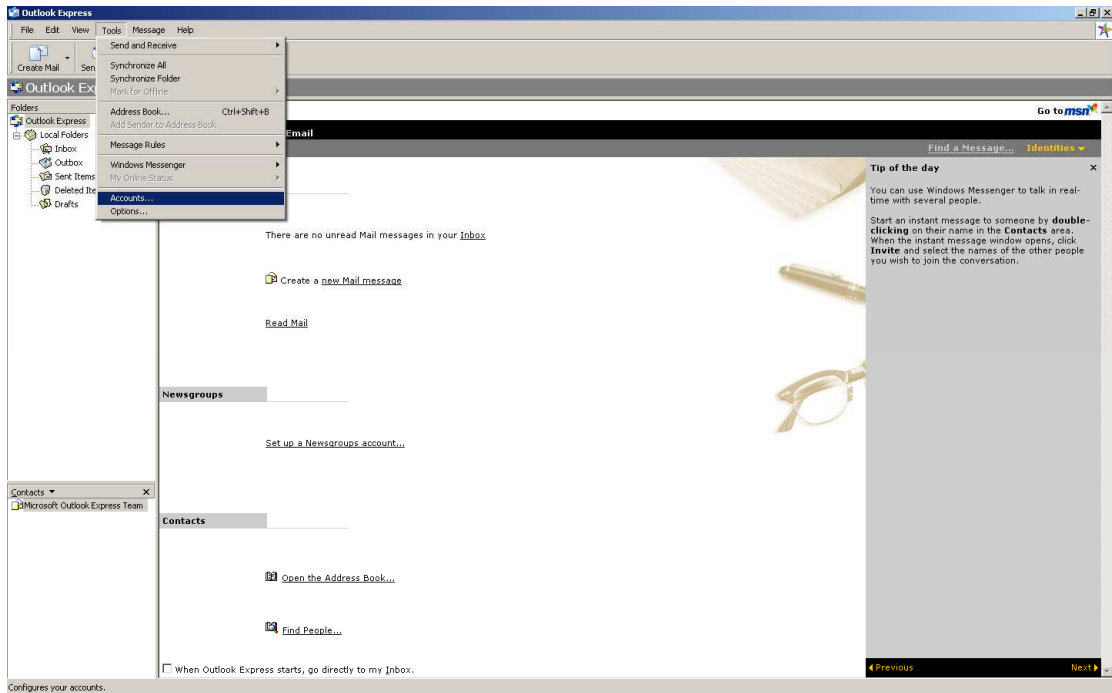 Outlook Express
File Edit View Tools Message Help
Create Mail Sen
Send and Receive
Synchronize All
Synchronize Folder
Mark for Offline
Address Book... Ctrl+Shift+B
Add Sender to Address Book
Message Rules
Windows Messenger
My Online Status
Accounts...
Options...
Outlook Ex
Folders
Outlook Express
Local Folders
Inbox
Outbox
Sent Items
Deleted Ite
Drafts
Contacts
Microsoft Outlook Express Team
Go to msn
Email
Find a Message... Identities
There are no unread Mail messages in your Inbox
Create a new Mail message
Read Mail
Newsgroups
Set up a Newsgroups account...
Contacts
Open the Address Book...
Find People...
When Outlook Express starts, go directly to my Inbox.
Tip of the day
You can use Windows Messenger to talk in real-
time with several people.
Start an instant message to someone by double-
clicking on their name in the Contacts area.
When the instant message window opens, click
Invite and select the names of the other people
you wish to join the conversation.
Previous Next
Configures your accounts.